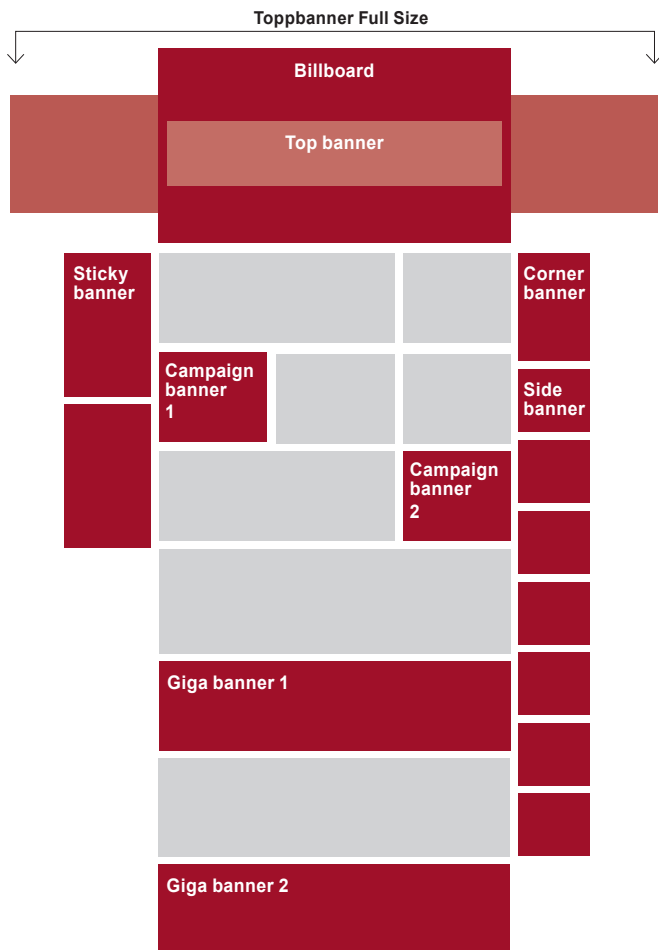 Toppbanner Full Size
Billboard
Top banner
Sticky
banner
Corner
banner
Campaign
banner
1
Side
banner
Campaign
banner
2
Giga banner 1
Giga banner 2